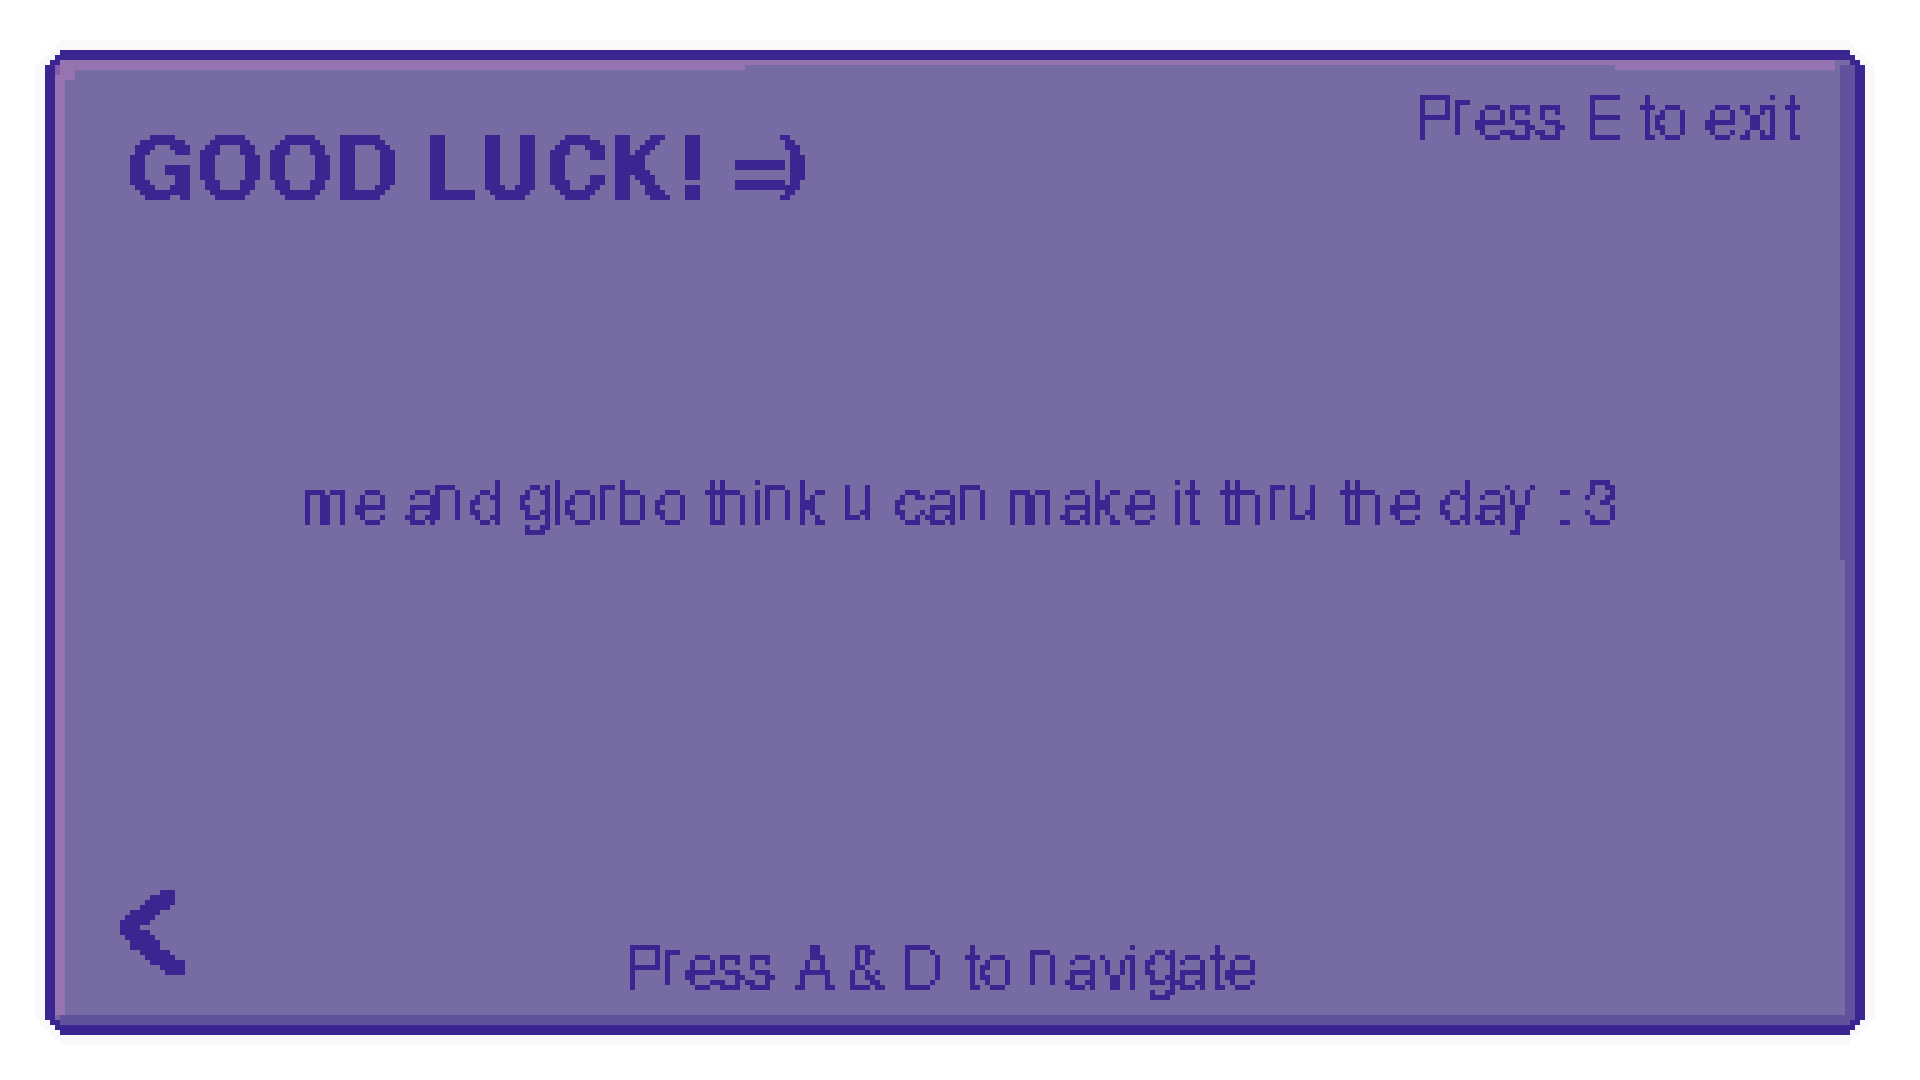 Press E to exit
GOOD LUCK! =)
me and glorbo think u can make it thru the day :3
<
Press A & D to navigate